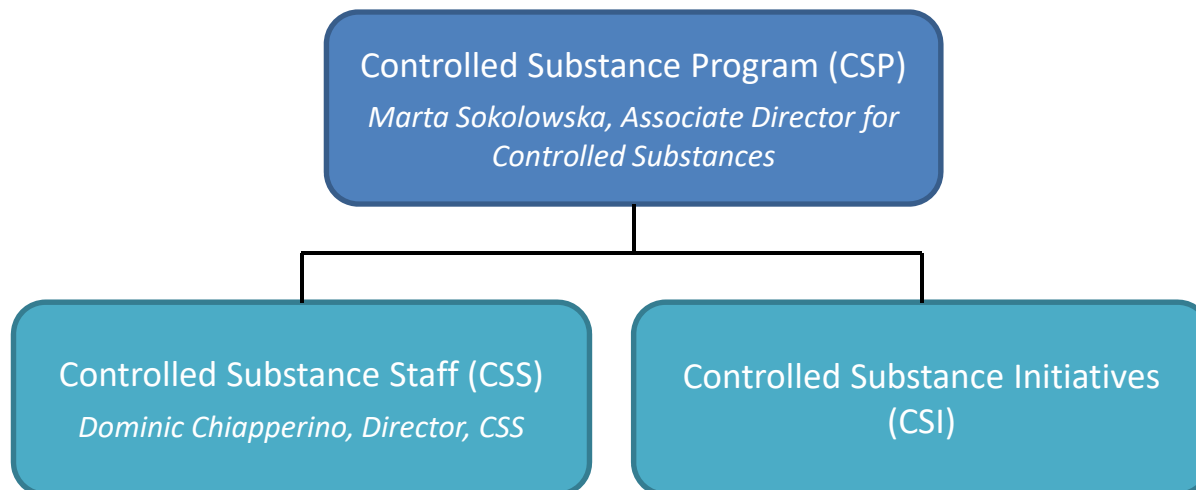 Controlled Substance Program (CSP)
Marta Sokolowska, Associate Director for
Controlled Substances
Controlled Substance Staff (CSS)
Dominic Chiapperino, Director, CSS
Controlled Substance Initiatives
(CSI)